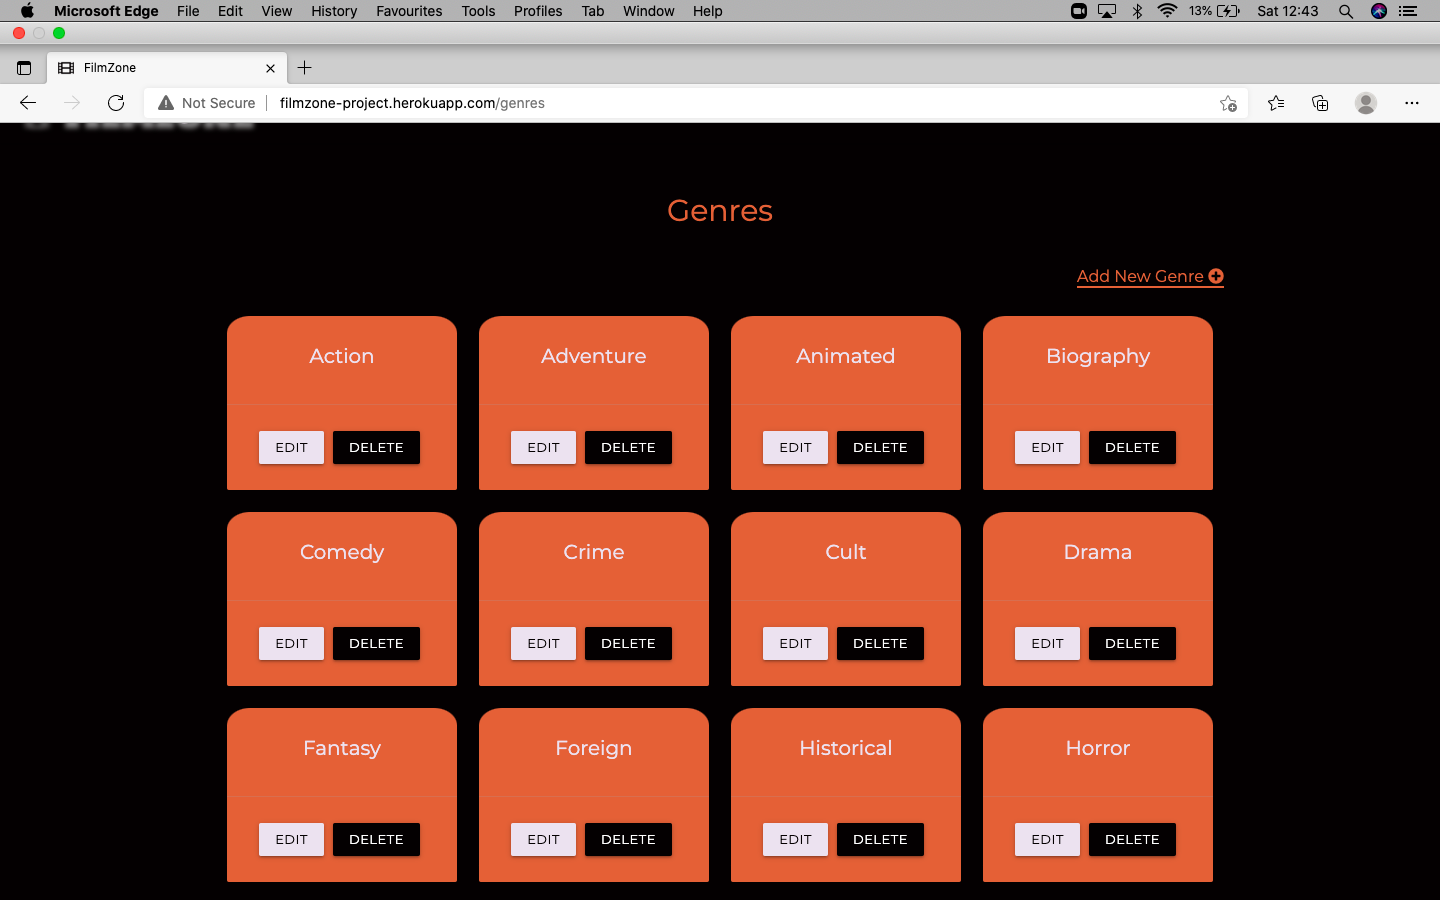 Microsoft Edge File Edit View History Favourites Tools Profiles Tab Window Help 13% Sat 12:43
FilmZone
Not Secure filmzone-project.herokuapp.com/genres
Genres
Add New Genre
Action Adventure Animated Biography
EDIT DELETE EDIT DELETE EDIT DELETE EDIT DELETE
Comedy Crime Cult Drama
EDIT DELETE EDIT DELETE EDIT DELETE EDIT DELETE
Fantasy Foreign Historical Horror
EDIT DELETE EDIT DELETE EDIT DELETE EDIT DELETE